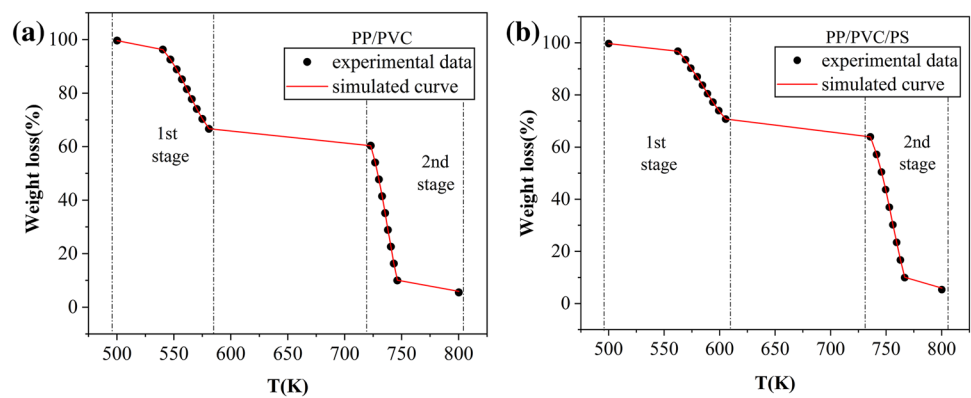 (a)
PP/PVC
experimental data
simulated curve
1st
stage
2nd
stage
Weight loss(%)
100
80
60
40
20
0
500
550
600
650
700
750
800
T(K)
(b)
PP/PVC/PS
experimental data
simulated curve
1st
stage
2nd
stage
Weight loss(%)
100
80
60
40
20
0
500
550
600
650
700
750
800
T(K)